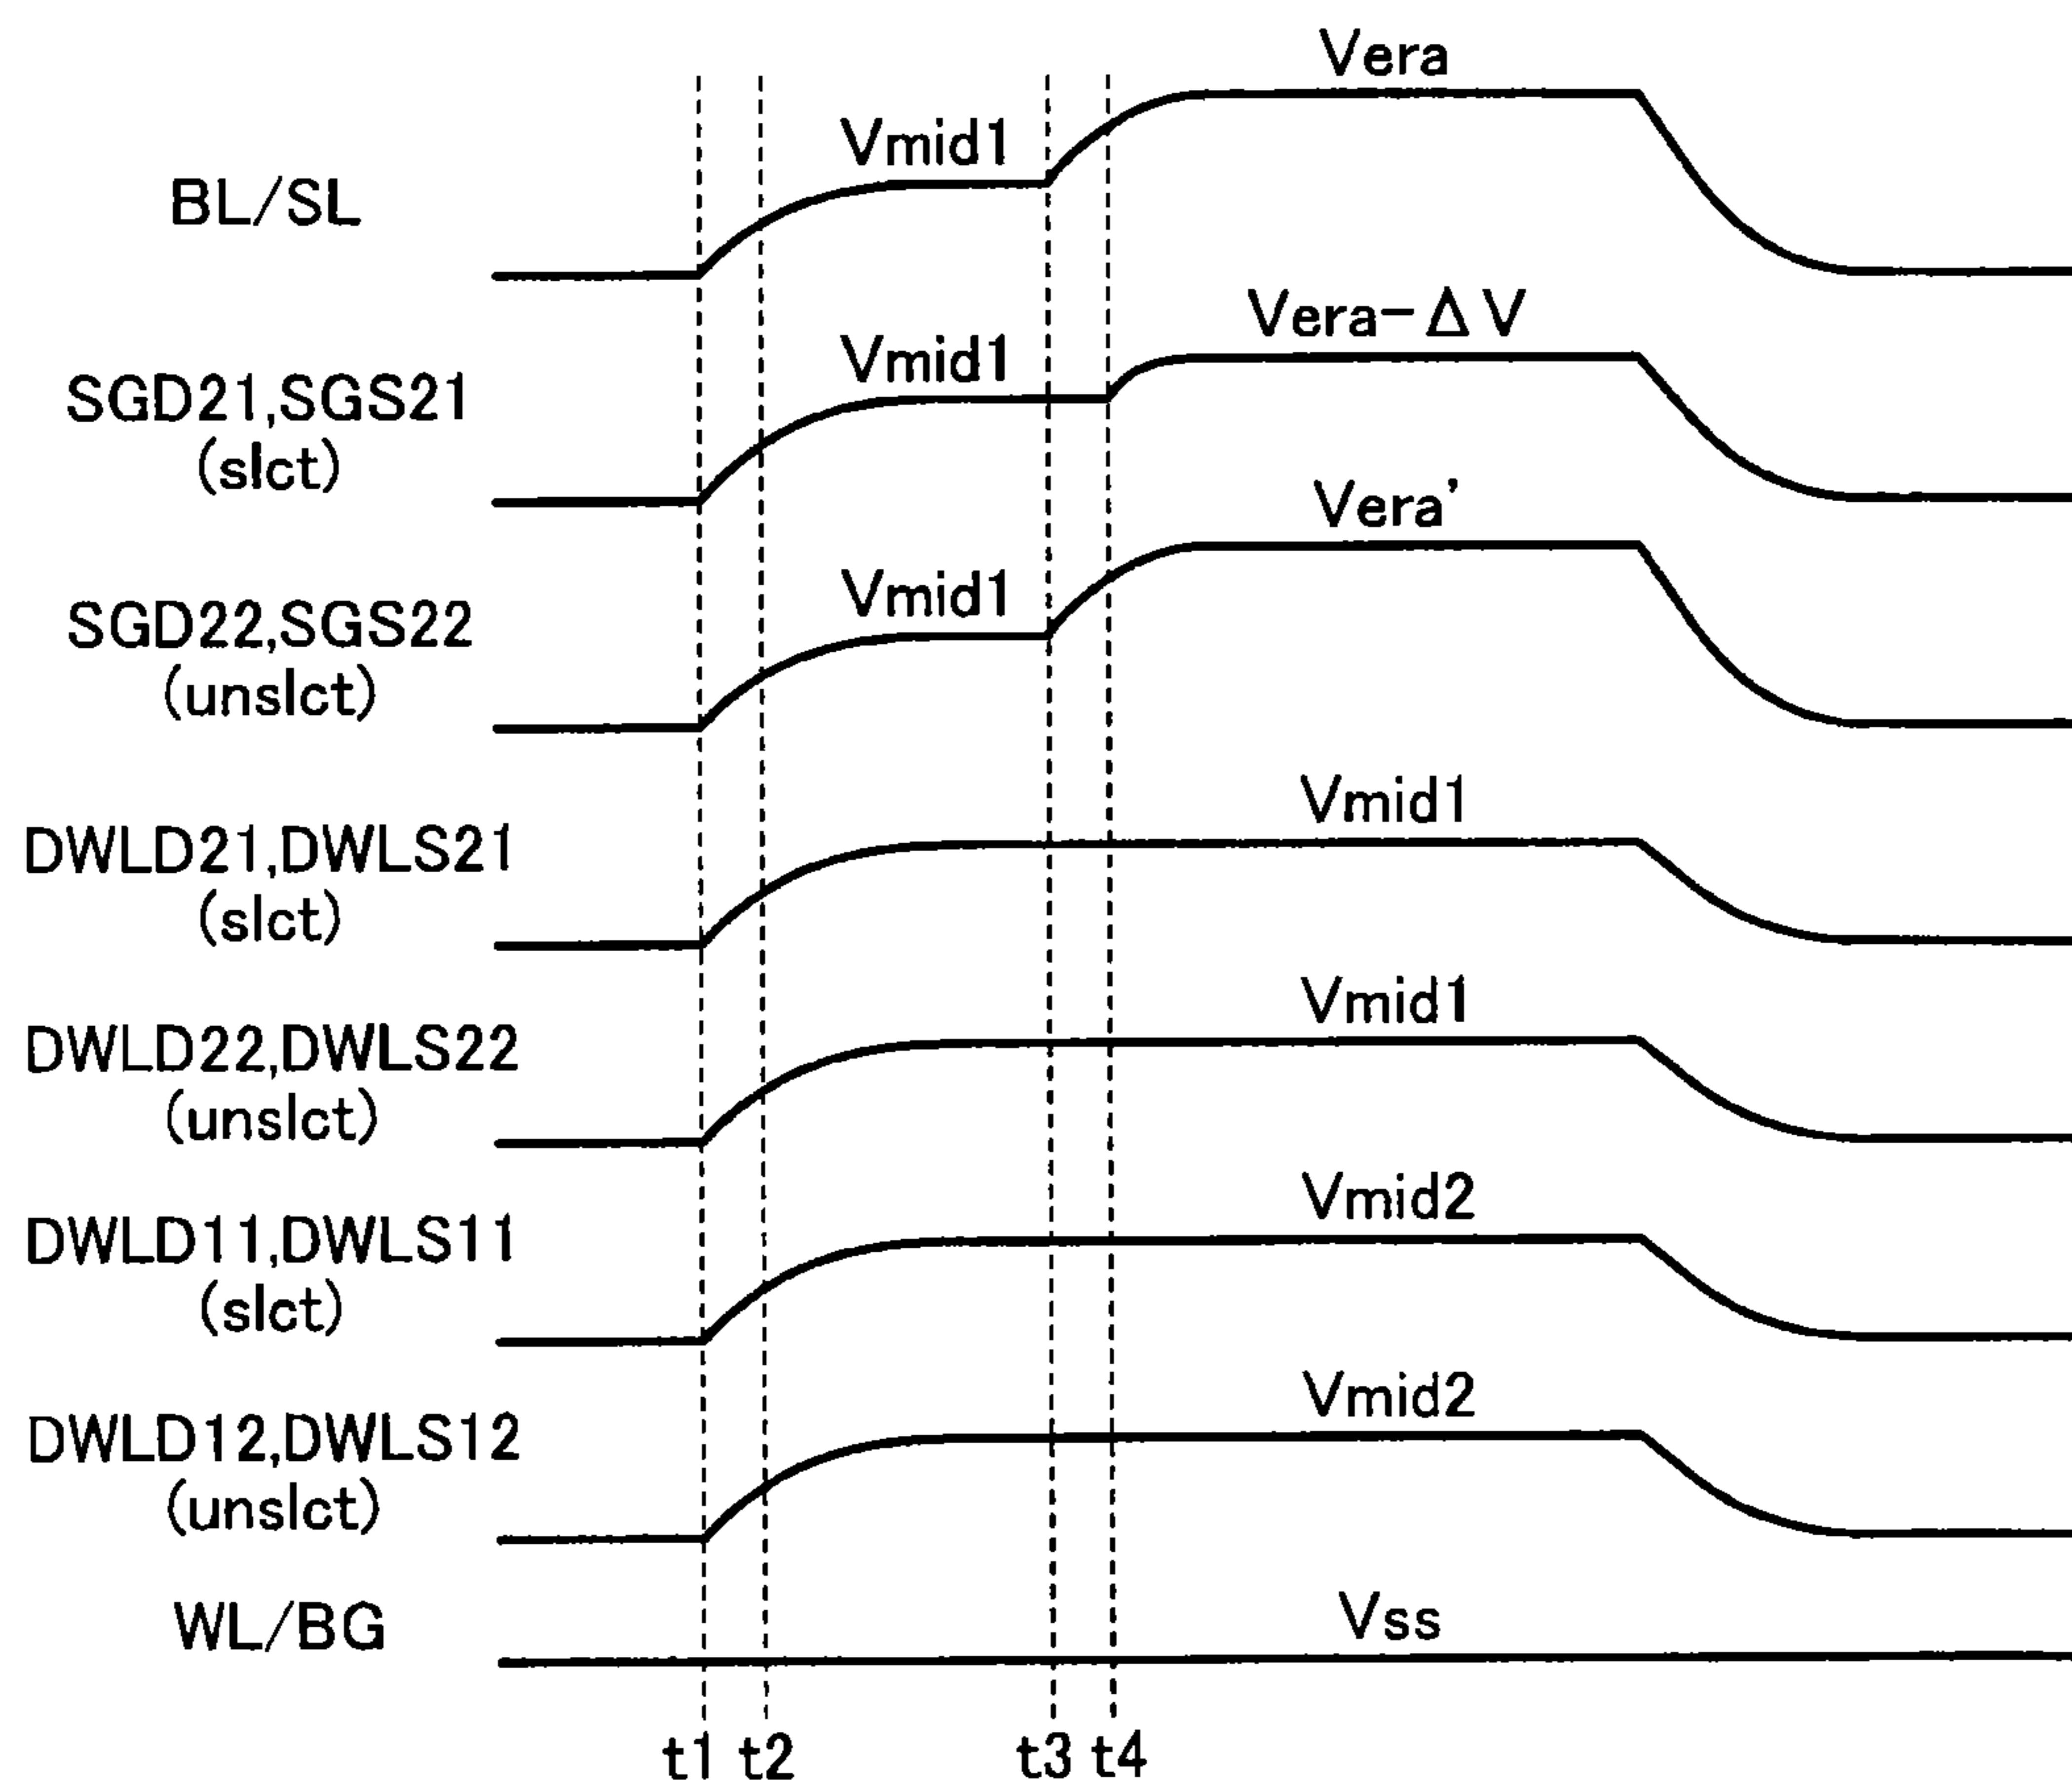 Vera
Vmid1
BL/SL
Vera-ΔV
Vmid1
SGD21,SGS21
(slct)
Vera'
Vmid1
SGD22,SGS22
(unslct)
Vmid1
DWLD21,DWLS21
(slct)
Vmid1
DWLD22,DWLS22
(unslct)
Vmid2
DWLD11,DWLS11
(slct)
Vmid2
DWLD12,DWLS12
(unslct)
Vss
WL/BG
t1 t2 t3 t4